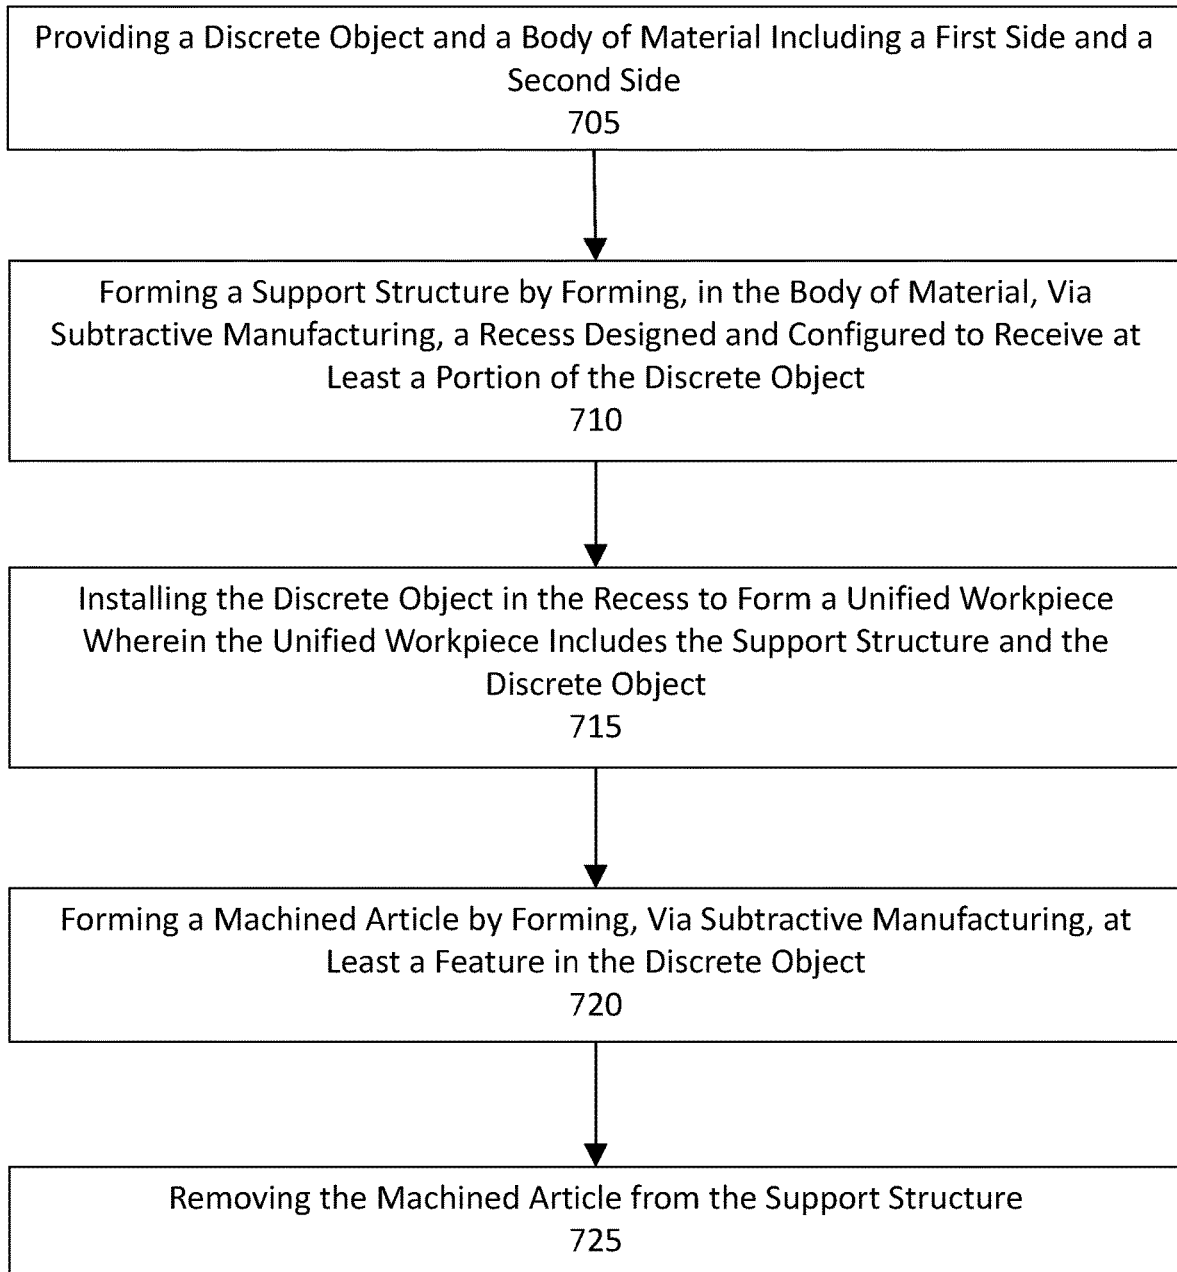 Providing a Discrete Object and a Body of Material Including a First Side and a
Second Side
705
Forming a Support Structure by Forming, in the Body of Material, Via
Subtractive Manufacturing, a Recess Designed and Configured to Receive at
Least a Portion of the Discrete Object
710
Installing the Discrete Object in the Recess to Form a Unified Workpiece
Wherein the Unified Workpiece Includes the Support Structure and the
Discrete Object
715
Forming a Machined Article by Forming, Via Subtractive Manufacturing, at
Least a Feature in the Discrete Object
720
Removing the Machined Article from the Support Structure
725